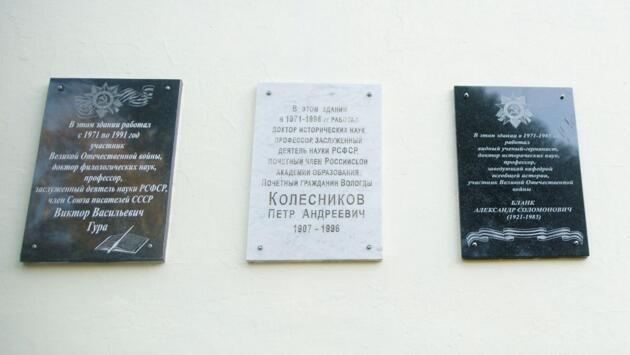 В этом здании работал
с 1971 по 1991 год
участник
Великой Отечественной войны,
доктор филологических наук,
профессор,
заслуженный деятель науки РСФСР,
член Союза писателей СССР
Виктор Васильевич
Гура
В этом здании
в 1971-1996 гг работал
доктор исторических наук
профессор, заслуженный
деятель науки РСФСР,
почетный член Российской
академии образования
Почетный гражданин Вологды
Колесников
Петр Андреевич
1907 - 1996
В этом здании в 1971-1985
работал
видный ученый-германист,
доктор исторических наук,
профессор,
заведующий кафедрой
всеобщей истории,
участник Великой Отечественной
войны
БЛАНК
АЛЕКСАНДР СОЛОМОНОВИЧ
(1921-1985)